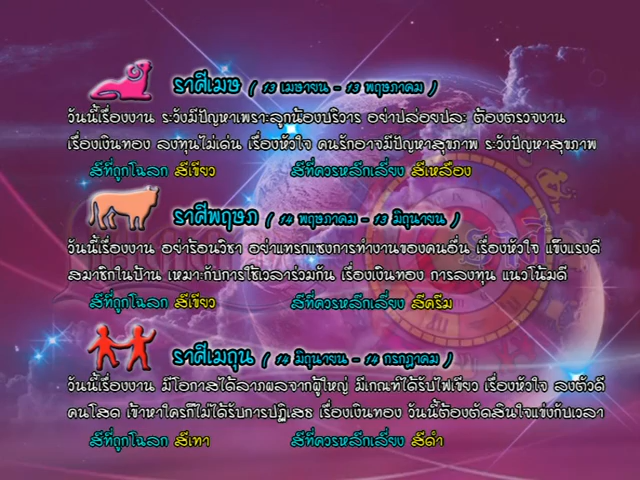 ราศีเมษ ( 13 เมษายน - 13 พฤษภาคม )
วันนี้เรื่องงาน ระวังมีปัญหาเพราะลูกน้องบริวาร อย่าปล่อยปละ ต้องตรวจงาน
เรื่องเงินทอง ลงทุนไม่เด่น เรื่องหัวใจ คนรักอาจมีปัญหาสุขภาพ ระวังปัญหาสุขภาพ
สีที่ถูกโฉลก สีเขียว สีที่ควรหลีกเลี่ยง สีเหลือง
ราศีพฤษภ ( 14 พฤษภาคม - 13 มิถุนายน )
วันนี้เรื่องงาน อย่าร้อนวิชา อย่าแทรกแซงการทำงานของคนอื่น เรื่องหัวใจ แข็งแรงดี
สมาชิกในบ้าน เหมาะกับการใช้เวลาร่วมกัน เรื่องเงินทอง การลงทุน แนวโน้มดี
สีที่ถูกโฉลก สีเขียว สีที่ควรหลีกเลี่ยง สีครีม
ราศีเมถุน ( 14 มิถุนายน - 14 กรกฎาคม )
วันนี้เรื่องงาน มีโอกาสได้ลาภผลจากผู้ใหญ่ มีเกณฑ์ได้รับไฟเขียว เรื่องหัวใจ ลงตัวดี
คนโสด เข้าหาใครก็ไม่ได้รับการปฏิเสธ เรื่องเงินทอง วันนี้ต้องตัดสินใจแข่งกับเวลา
สีที่ถูกโฉลก สีเทา สีที่ควรหลีกเลี่ยง สีดำ